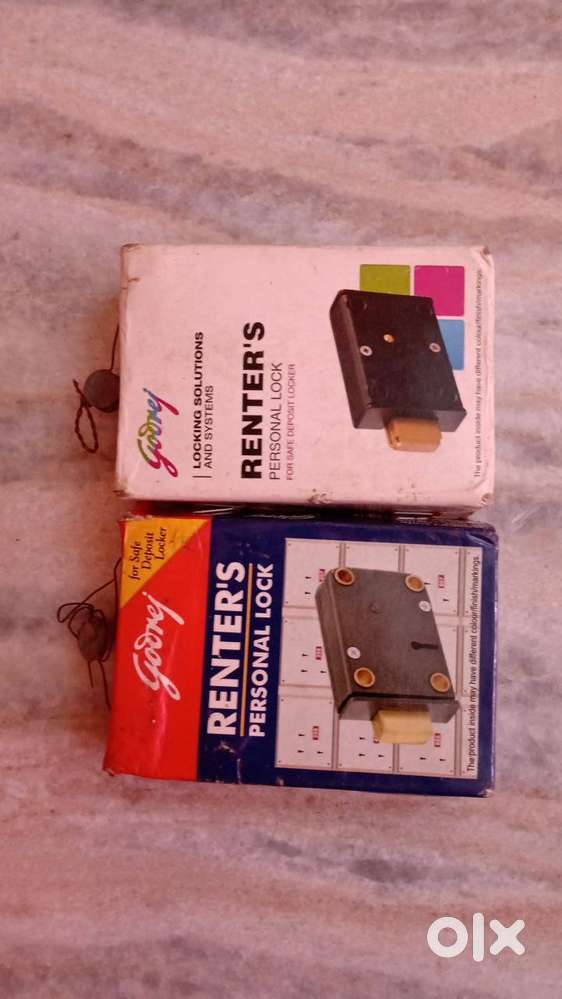 Godrej
LOCKING SOLUTIONS
AND SYSTEMS
RENTER'S
PERSONAL LOCK
FOR SAFE DEPOSIT LOCKER
The product inside may have different colour/finish/markings.
for Safe
Deposit
Locker
Godrej
RENTER'S
PERSONAL LOCK
The product inside may have different colour/finish/markings.
olx